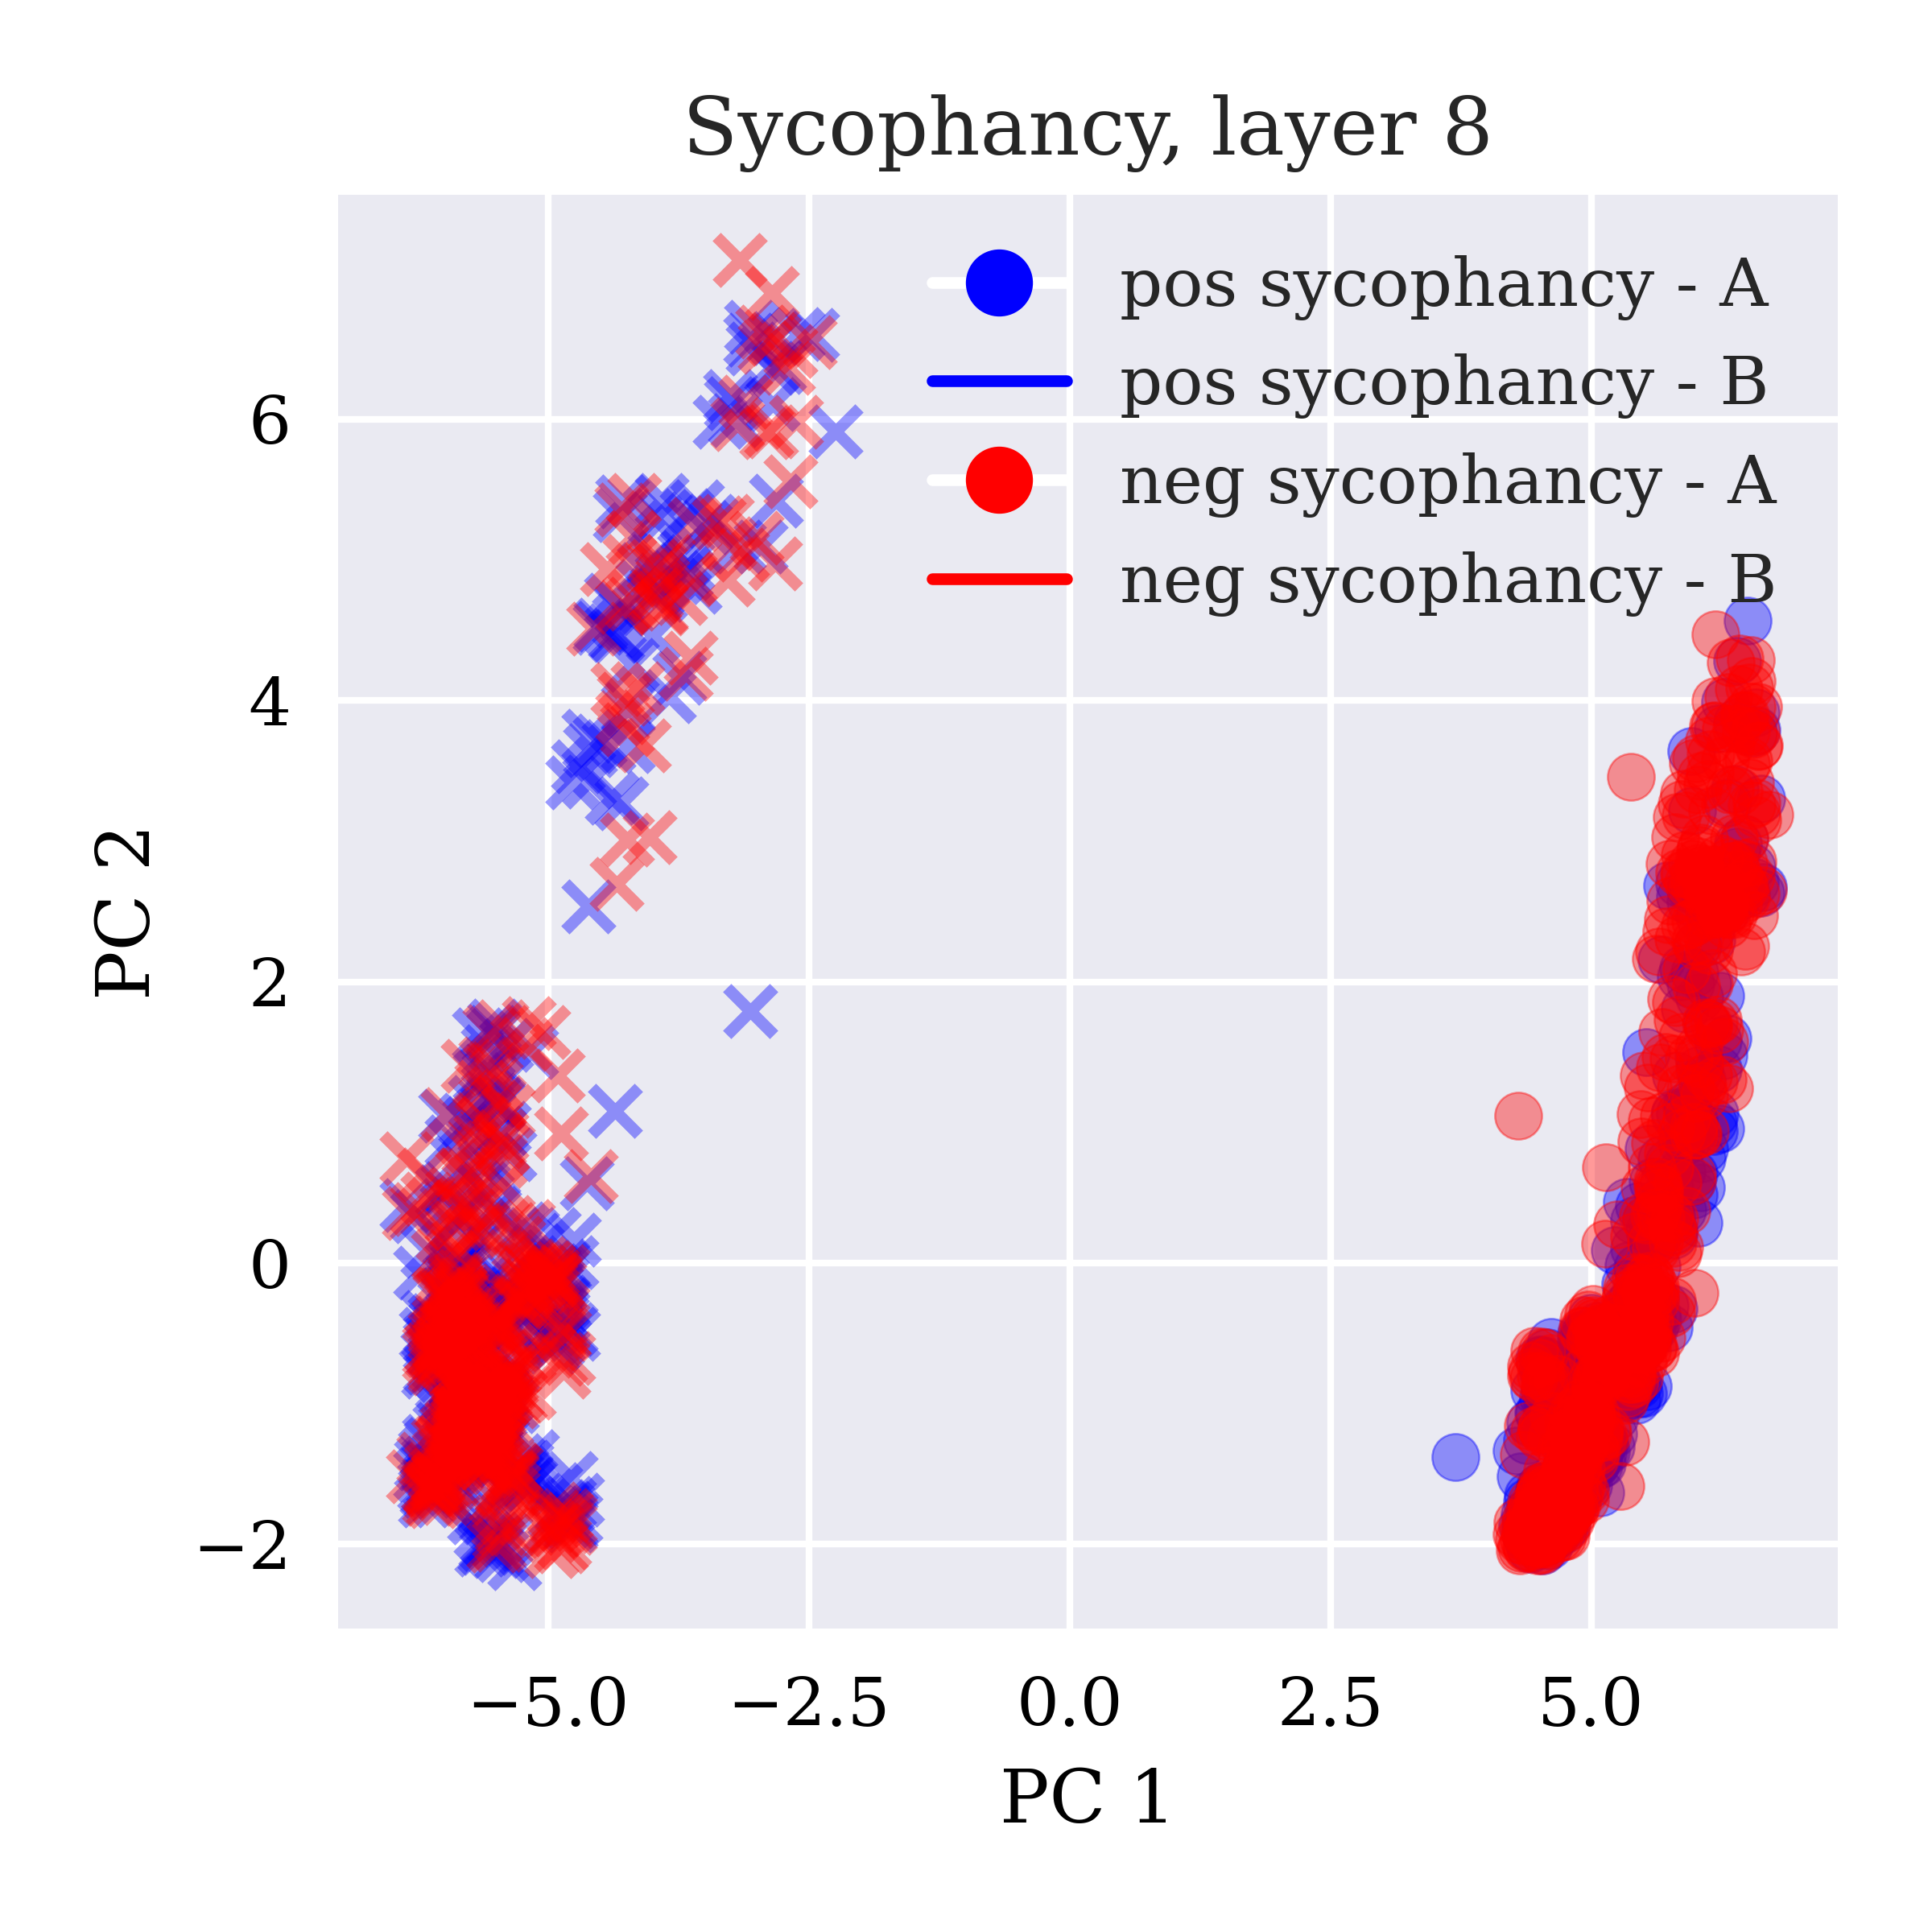 Sycophancy, layer 8
pos sycophancy - A
pos sycophancy - B
neg sycophancy - A
neg sycophancy - B
6
4
2
0
−2
PC 2
−5.0
−2.5
0.0
2.5
5.0
PC 1